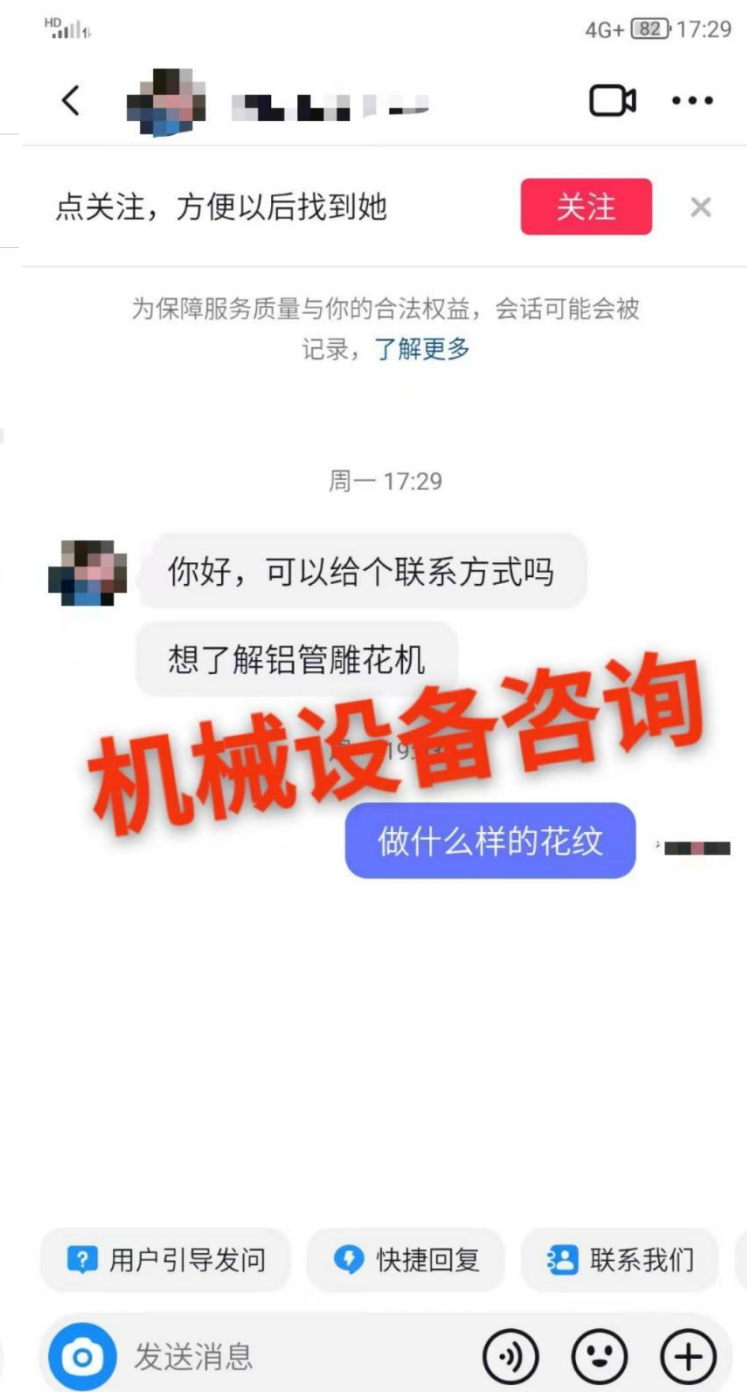 HD
4G+ 82 17:29
点关注，方便以后找到她
关注
为保障服务质量与你的合法权益，会话可能会被
记录，了解更多
周一 17:29
你好，可以给个联系方式吗
想了解铝管雕花机
机械设备咨询
做什么样的花纹
用户引导发问
快捷回复
联系我们
发送消息